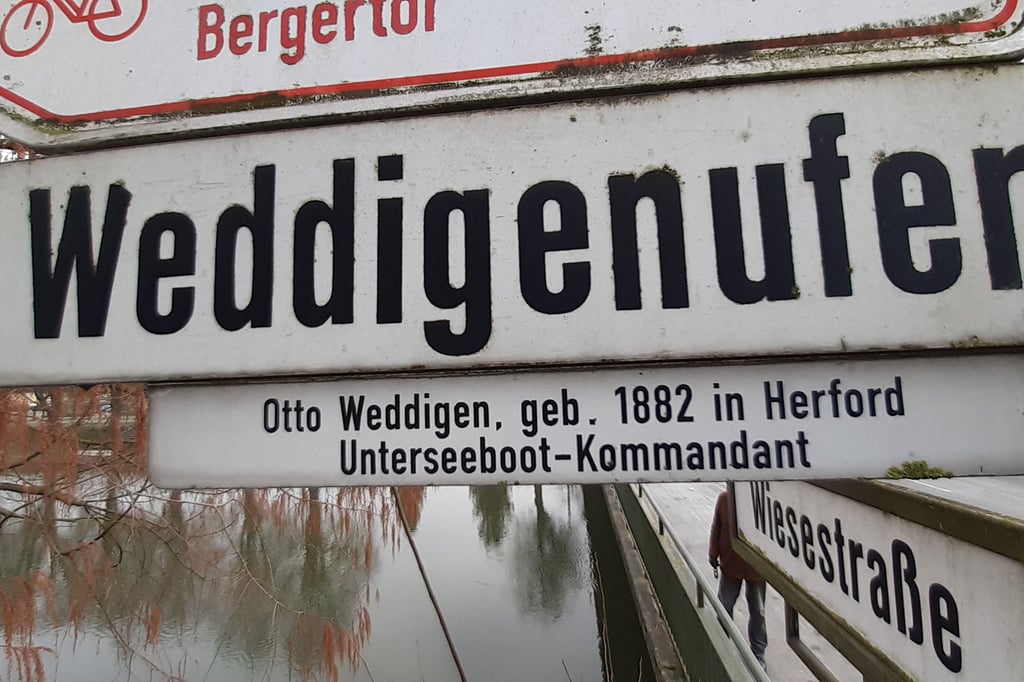 Bergertor
Weddigenufer
Otto Weddigen, geb. 1882 in Herford
Unterseeboot-Kommandant
Wiesestraße